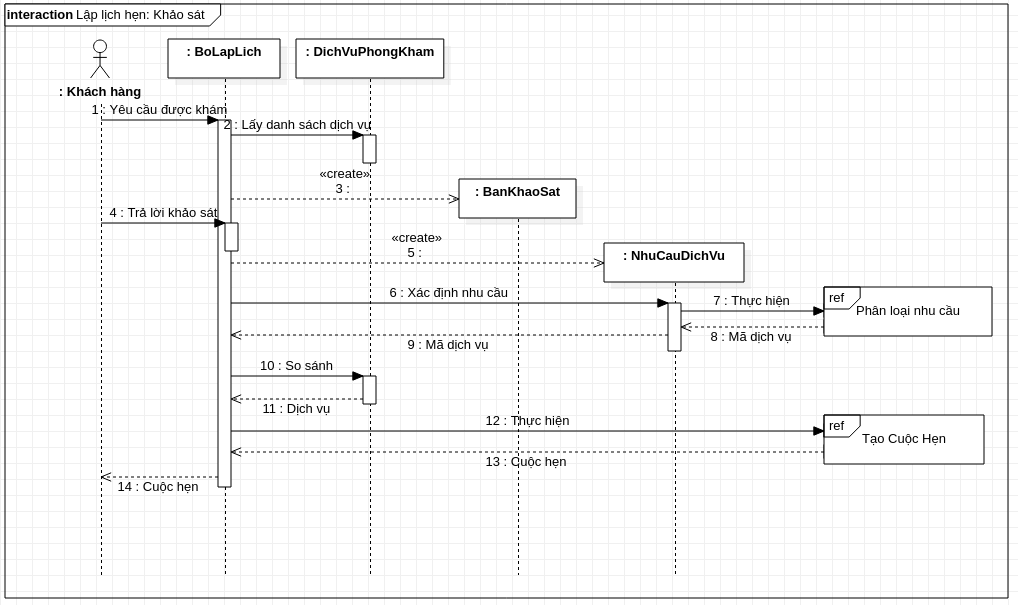 interaction Lập lịch hẹn: Khảo sát
: BoLapLich
: DichVuPhongKham
: Khách hàng
1 : Yêu cầu được khám
2 : Lấy danh sách dịch vụ
«create»
3 :
: BanKhaoSat
4 : Trả lời khảo sát
«create»
5 :
: NhuCauDichVu
6 : Xác định nhu cầu
7 : Thực hiện
ref
Phân loại nhu cầu
8 : Mã dịch vụ
9 : Mã dịch vụ
10 : So sánh
11 : Dịch vụ
12 : Thực hiện
ref
Tạo Cuộc Hẹn
13 : Cuộc hẹn
14 : Cuộc hẹn